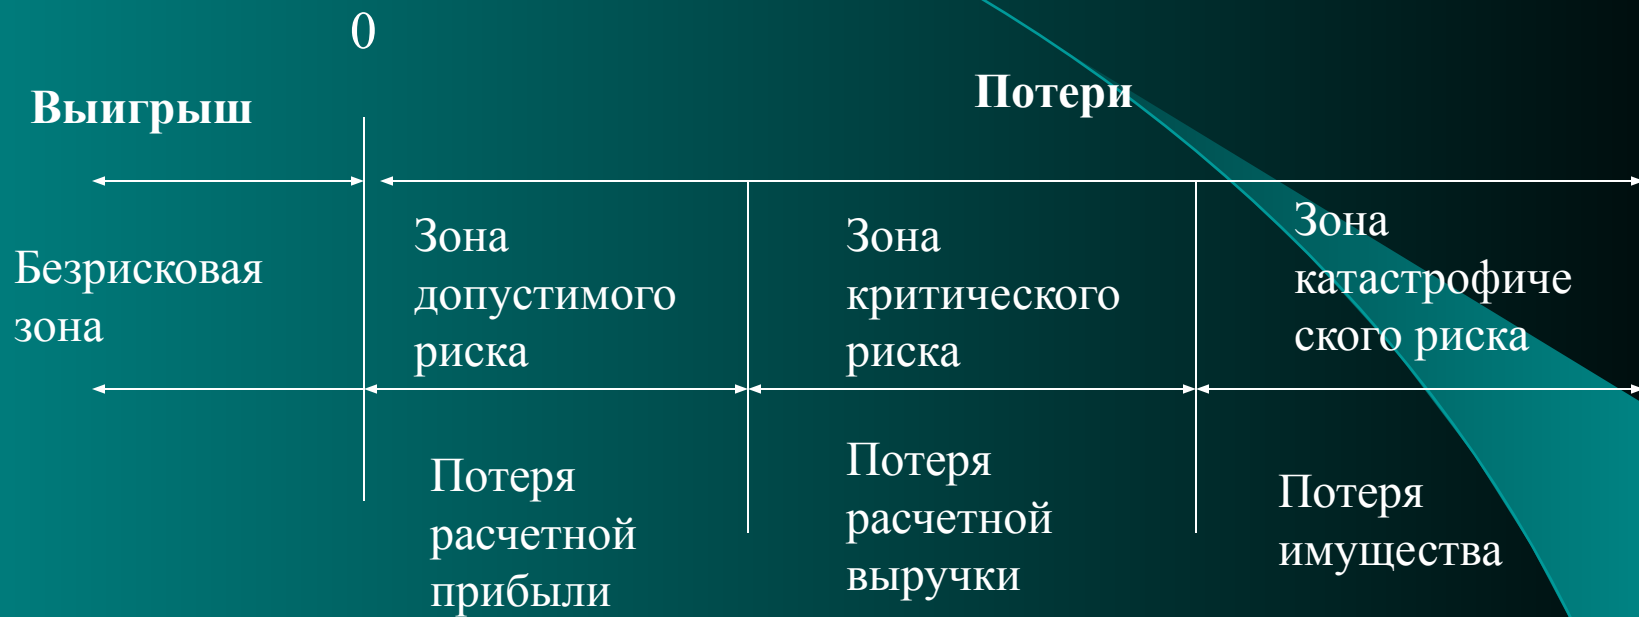 0
Выигрыш
Потери
Безрисковая
зона
Зона
допустимого
риска
Зона
критического
риска
Зона
катастрофиче
ского риска
Потеря
расчетной
прибыли
Потеря
расчетной
выручки
Потеря
имущества